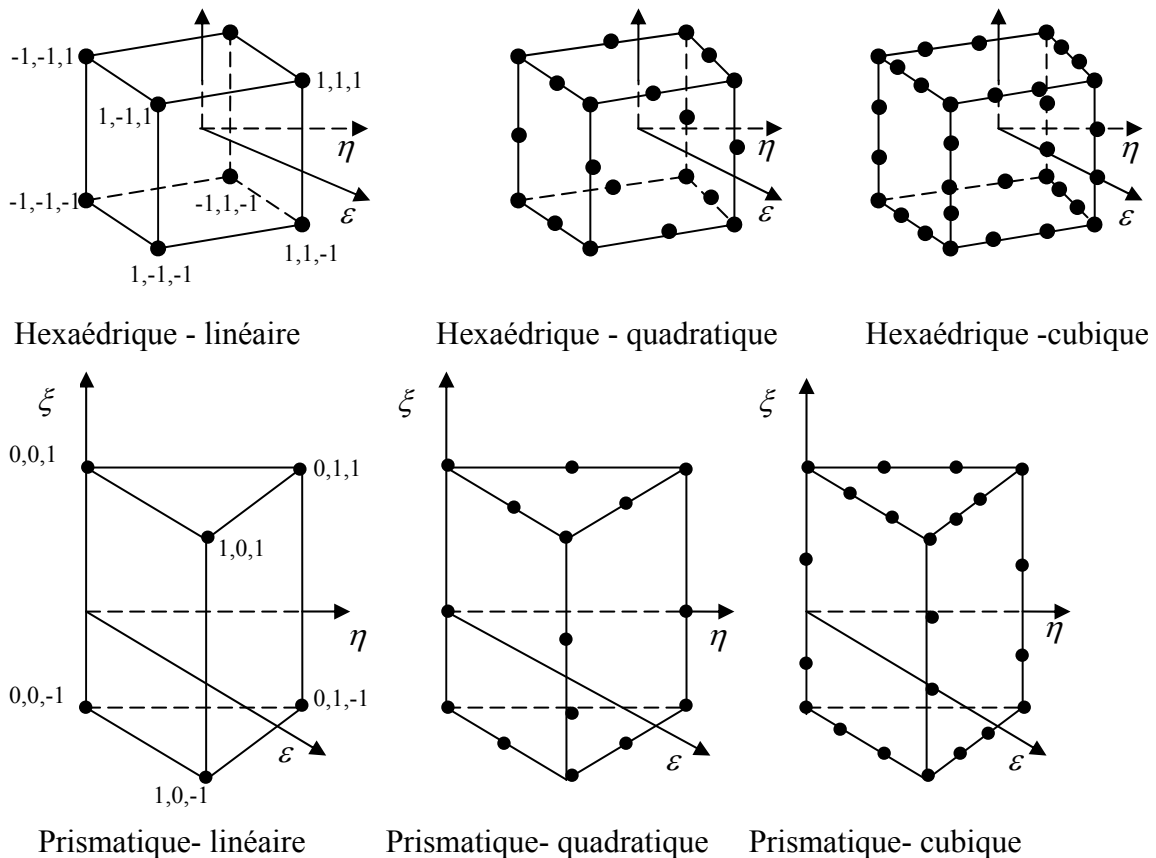 -1,-1,1
1,1,1
1,-1,1
η
η
η
-1,-1,-1
-1,1,-1
ε
ε
ε
1,1,-1
1,-1,-1
Hexaédrique - linéaire
Hexaédrique - quadratique
Hexaédrique -cubique
ξ
ξ
ξ
0,0,1
0,1,1
1,0,1
η
η
η
0,0,-1
0,1,-1
ε
ε
ε
1,0,-1
Prismatique- linéaire
Prismatique- quadratique
Prismatique- cubique